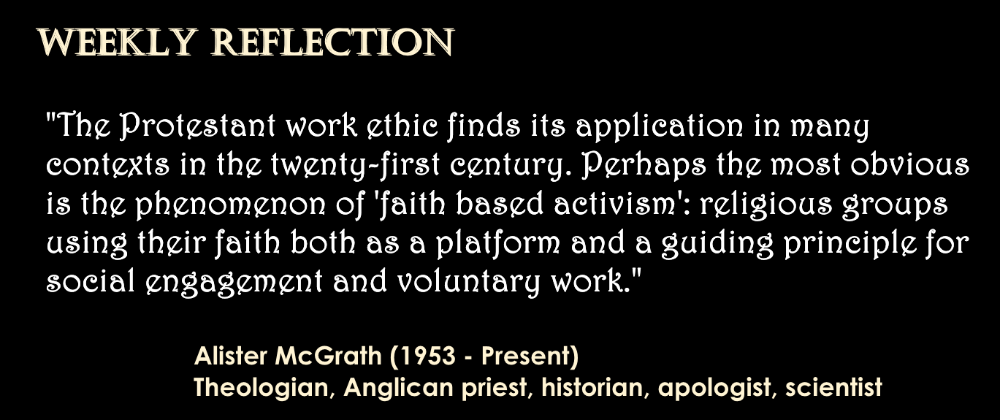 WEEKLY REFLECTION
"The Protestant work ethic finds its application in many
contexts in the twenty-first century. Perhaps the most obvious
is the phenomenon of 'faith based activism': religious groups
using their faith both as a platform and a guiding principle for
social engagement and voluntary work."
Alister McGrath (1953 - Present)
Theologian, Anglican priest, historian, apologist, scientist